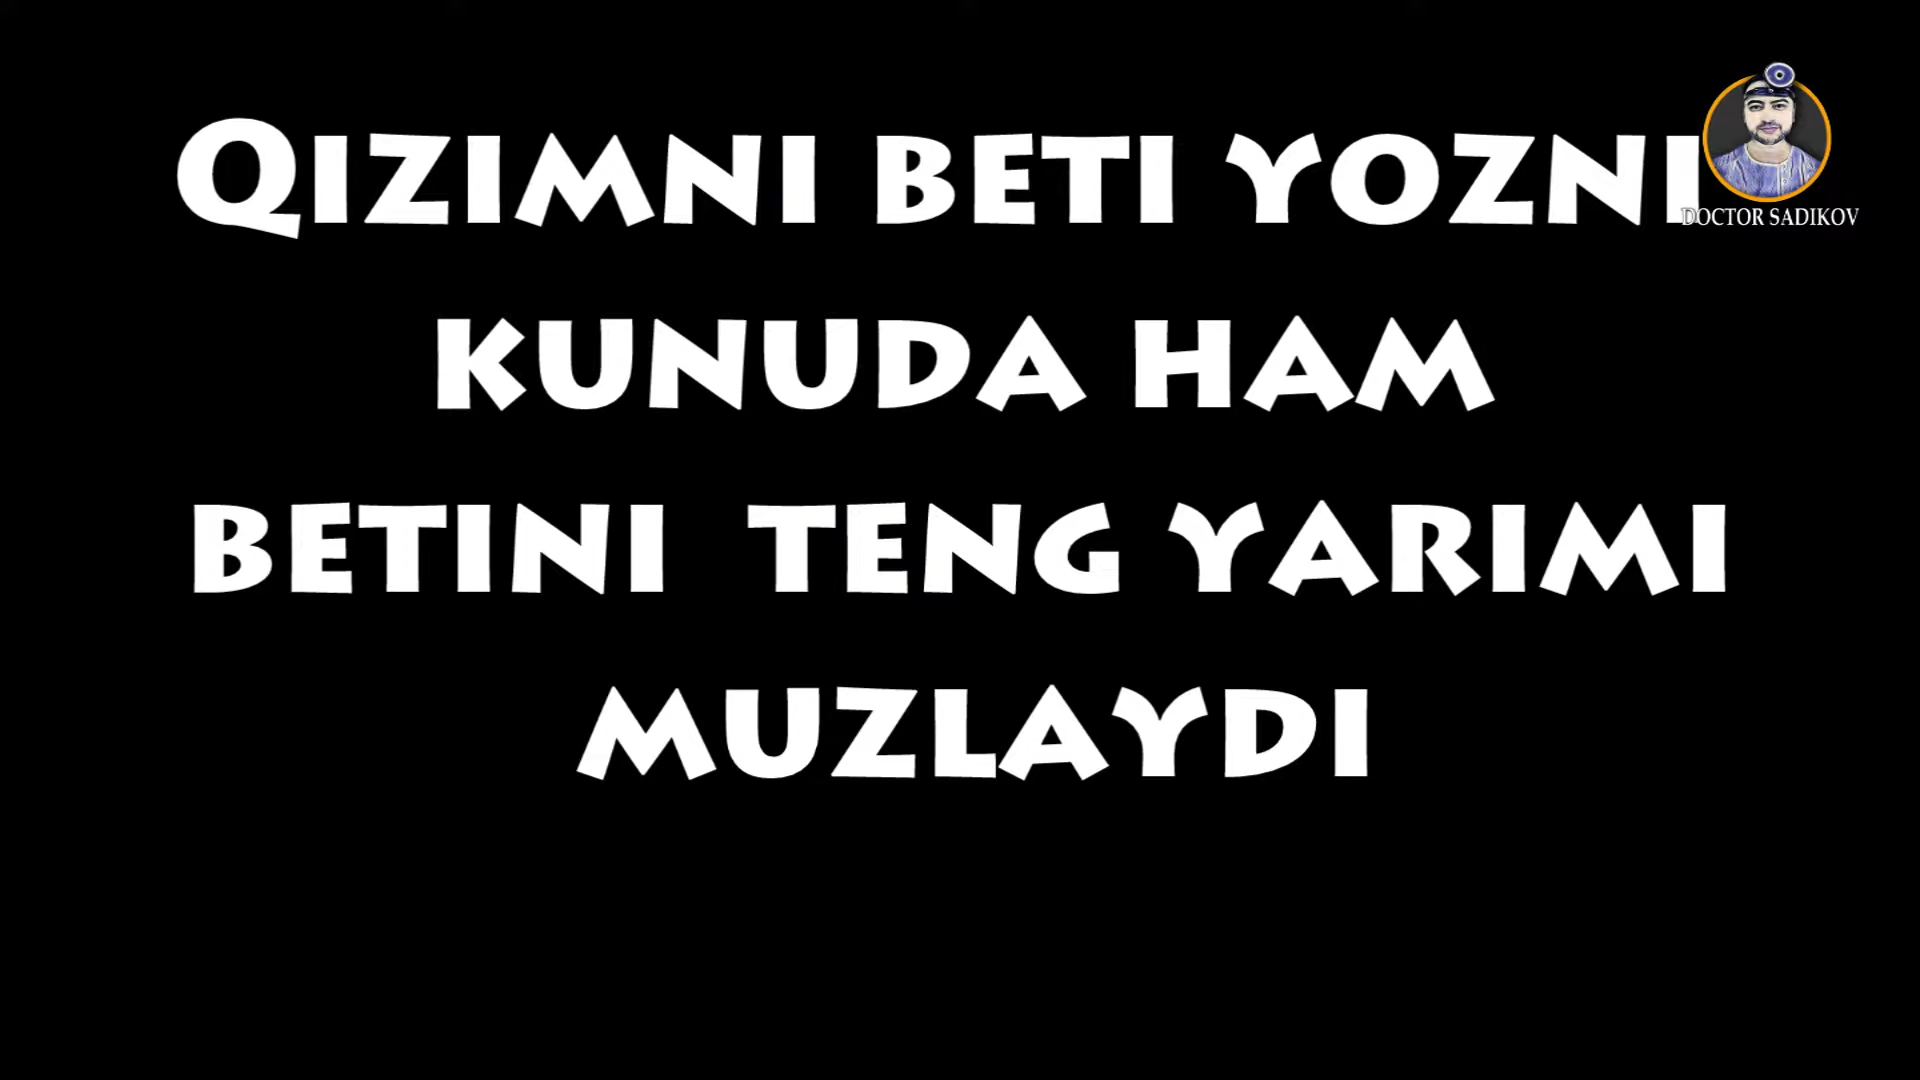 QIZIMNI BETI YOZNI
DOCTOR SADIKOV
KUNUDA HAM
BETINI TENG YARIMI
MUZLAYDI